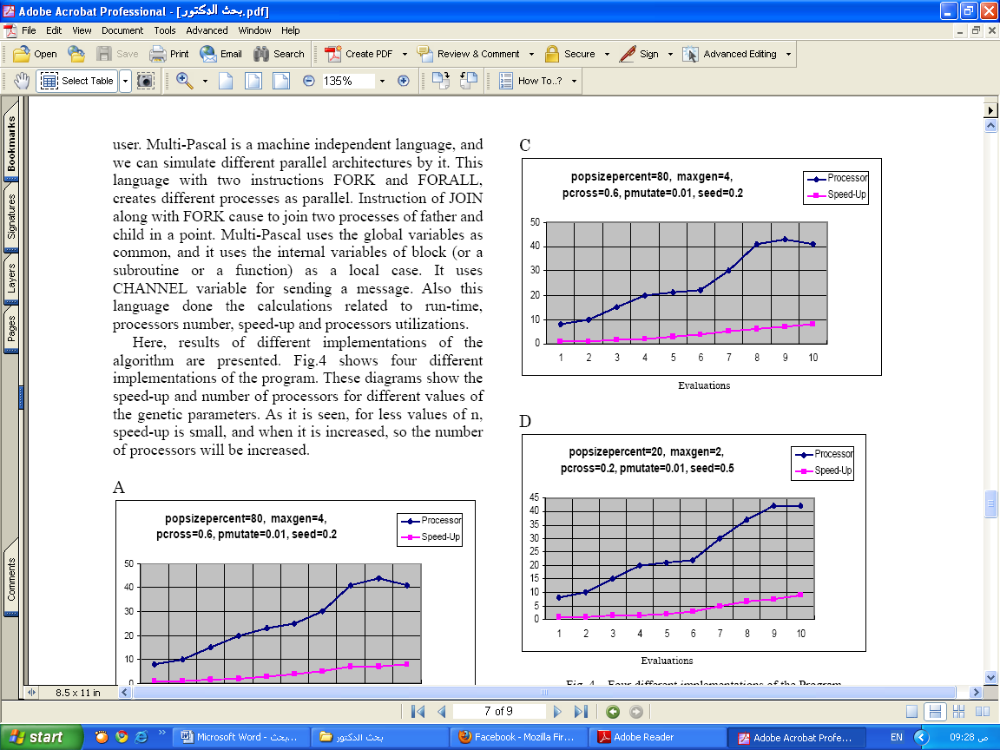 Adobe Acrobat Professional - [بحث الدكتور.pdf]
File Edit View Document Tools Advanced Window Help
Open Save Print Email Search Create PDF Review & Comment Secure Sign Advanced Editing
Select Table 135% How To..?
Bookmarks
Signatures
Layers
Pages
Comments
user. Multi-Pascal is a machine independent language, and
we can simulate different parallel architectures by it. This
language with two instructions FORK and FORALL,
creates different processes as parallel. Instruction of JOIN
along with FORK cause to join two processes of father and
child in a point. Multi-Pascal uses the global variables as
common, and it uses the internal variables of block (or a
subroutine or a function) as a local case. It uses
CHANNEL variable for sending a message. Also this
language done the calculations related to run-time,
processors number, speed-up and processors utilizations.
Here, results of different implementations of the
algorithm are presented. Fig.4 shows four different
implementations of the program. These diagrams show the
speed-up and number of processors for different values of
the genetic parameters. As it is seen, for less values of n,
speed-up is small, and when it is increased, so the number
of processors will be increased.
A
popsizepercent=80, maxgen=4,
pcross=0.6, pmutate=0.01, seed=0.2
Processor
Speed-Up
50
40
30
20
10
0
C
popsizepercent=80, maxgen=4,
pcross=0.6, pmutate=0.01, seed=0.2
Processor
Speed-Up
50
40
30
20
10
0
1 2 3 4 5 6 7 8 9 10
Evaluations
D
popsizepercent=20, maxgen=2,
pcross=0.2, pmutate=0.01, seed=0.5
Processor
Speed-Up
45
40
35
30
25
20
15
10
5
0
1 2 3 4 5 6 7 8 9 10
Evaluations
Fig. 4 Four different implementations of the Program
8.5 x 11 in
7 of 9
start Microsoft Word - بحث... بحث الدكتور Facebook - Mozilla Fir... Adobe Reader Adobe Acrobat Profe... EN 09:28 ص